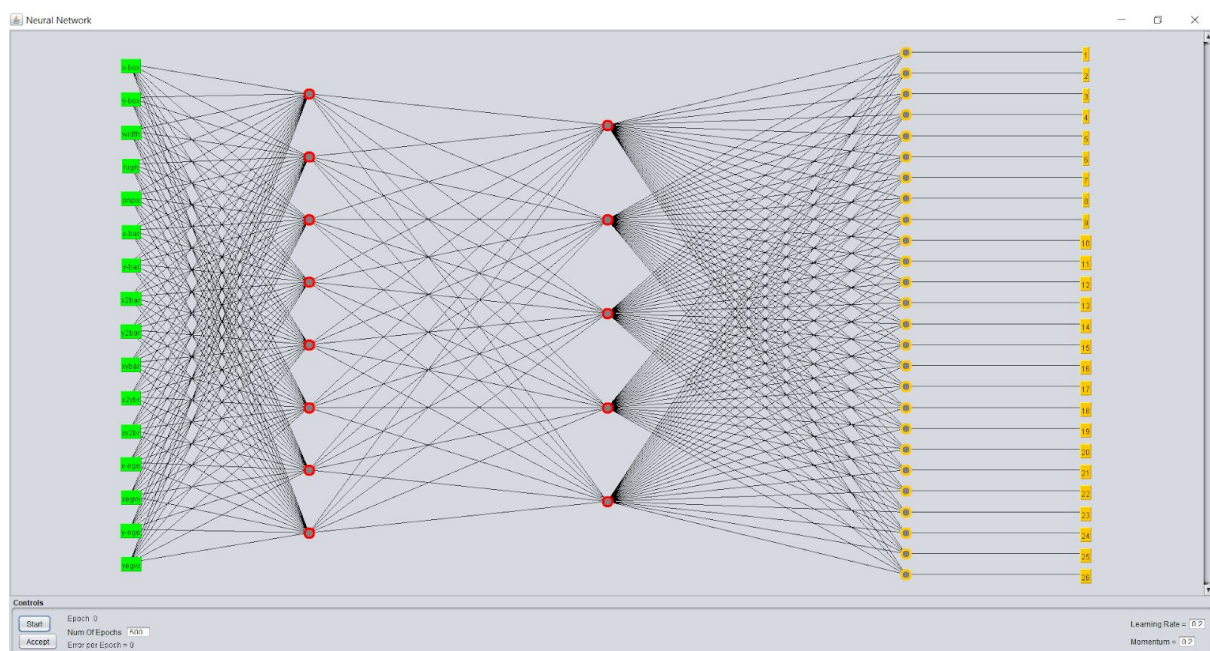 Neural Network
x-box
y-box
width
high
onpix
x-bar
y-bar
x2bar
y2bar
xybar
x2ybr
xy2br
x-ege
xegvy
y-ege
yegvx
1
2
3
4
5
6
7
8
9
10
11
12
13
14
15
16
17
18
19
20
21
22
23
24
25
26
Controls
Start
Accept
Epoch 0
Num Of Epochs 500
Error per Epoch = 0
Learning Rate = 0.2
Momentum = 0.2